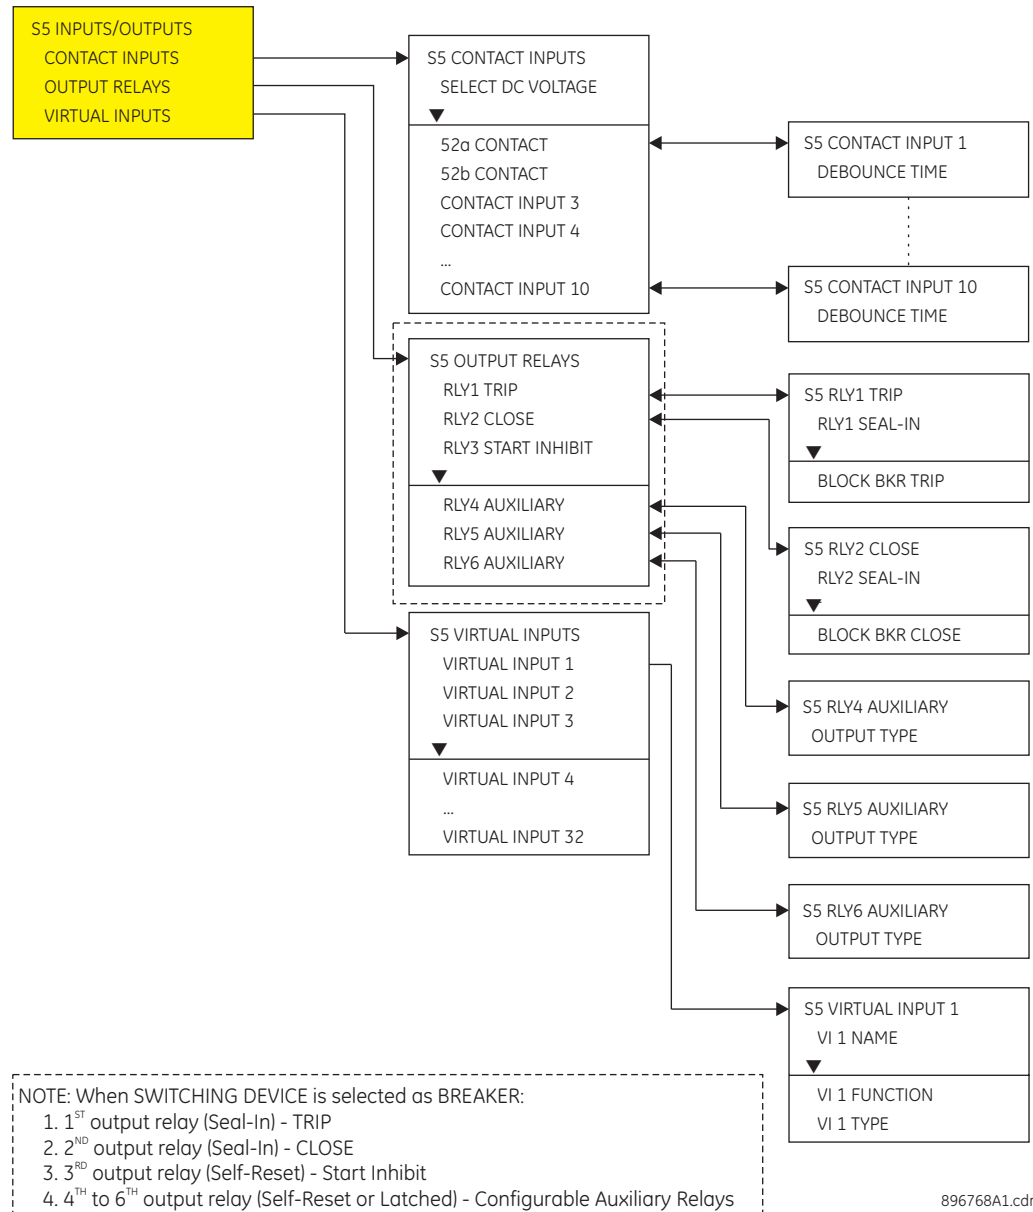 S5 INPUTS/OUTPUTS
CONTACT INPUTS
OUTPUT RELAYS
VIRTUAL INPUTS
S5 CONTACT INPUTS
SELECT DC VOLTAGE
52a CONTACT
52b CONTACT
CONTACT INPUT 3
CONTACT INPUT 4
...
CONTACT INPUT 10
S5 CONTACT INPUT 1
DEBOUNCE TIME
S5 CONTACT INPUT 10
DEBOUNCE TIME
S5 OUTPUT RELAYS
RLY1 TRIP
RLY2 CLOSE
RLY3 START INHIBIT
RLY4 AUXILIARY
RLY5 AUXILIARY
RLY6 AUXILIARY
S5 RLY1 TRIP
RLY1 SEAL-IN
BLOCK BKR TRIP
S5 RLY2 CLOSE
RLY2 SEAL-IN
BLOCK BKR CLOSE
S5 VIRTUAL INPUTS
VIRTUAL INPUT 1
VIRTUAL INPUT 2
VIRTUAL INPUT 3
VIRTUAL INPUT 4
...
VIRTUAL INPUT 32
S5 RLY4 AUXILIARY
OUTPUT TYPE
S5 RLY5 AUXILIARY
OUTPUT TYPE
S5 RLY6 AUXILIARY
OUTPUT TYPE
S5 VIRTUAL INPUT 1
VI 1 NAME
VI 1 FUNCTION
VI 1 TYPE
NOTE: When SWITCHING DEVICE is selected as BREAKER:
1. 1ST output relay (Seal-In) - TRIP
2. 2ND output relay (Seal-In) - CLOSE
3. 3RD output relay (Self-Reset) - Start Inhibit
4. 4TH to 6TH output relay (Self-Reset or Latched) - Configurable Auxiliary Relays
896768A1.cdr